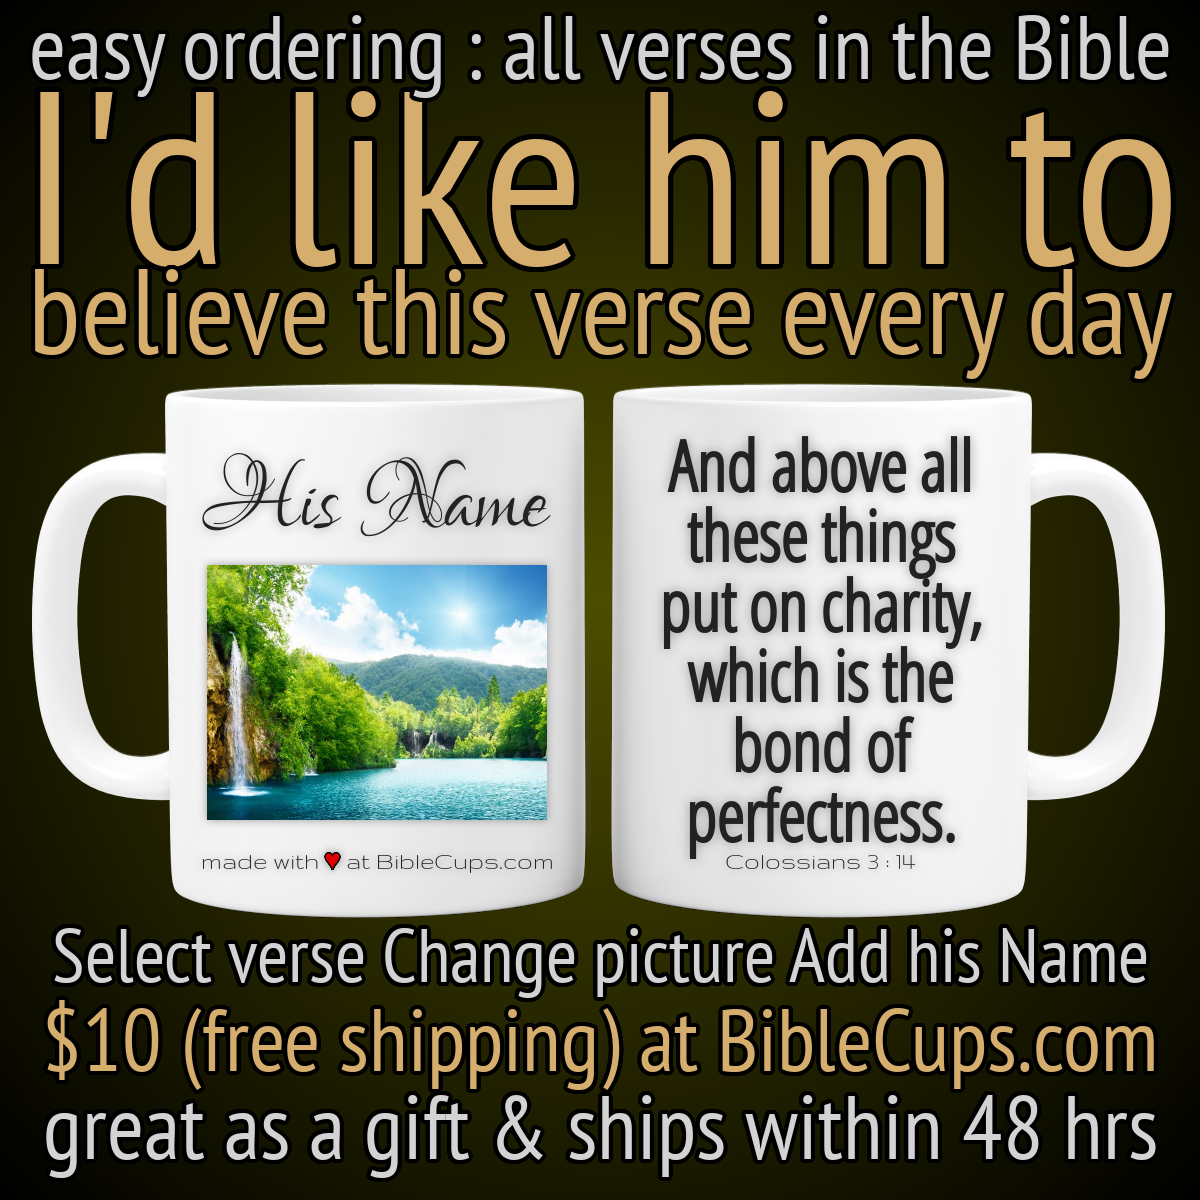 easy ordering : all verses in the Bible
I'd like him to
believe this verse every day
His Name
made with ♥ at BibleCups.com
And above all
these things
put on charity,
which is the
bond of
perfectness.
Colossians 3 : 14
Select verse Change picture Add his Name
$10 (free shipping) at BibleCups.com
great as a gift & ships within 48 hrs